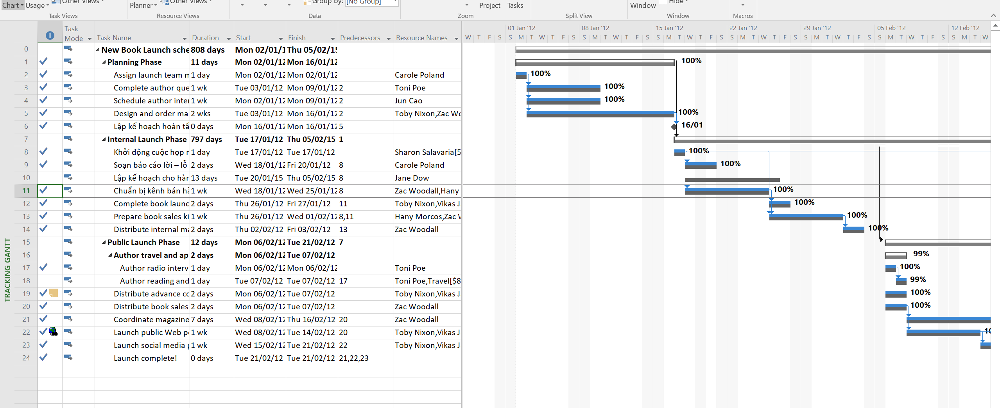 Chart Usage Other Views Planner Other Views Group by: [No Group] Project Tasks Window Hide
Task Views Resource Views Data Zoom Split View Window Macros
Task Mode Task Name Duration Start Finish Predecessors Resource Names
01 Jan '12 08 Jan '12 15 Jan '12 22 Jan '12 29 Jan '12 05 Feb '12 12 Feb '12
W T F S S M T W T F S S M T W T F S S M T W T F S S M T W T F S S M T W T F S S M T W T F S S M T W
0 New Book Launch sche 808 days Mon 02/01/1 Thu 05/02/15
1 Planning Phase 11 days Mon 02/01/12 Mon 16/01/12 100%
2 Assign launch team m 1 day Mon 02/01/12 Mon 02/01/12 Carole Poland 100%
3 Complete author que 1 wk Tue 03/01/12 Mon 09/01/12 2 Toni Poe 100%
4 Schedule author inte 1 wk Mon 02/01/12 Mon 09/01/12 2 Jun Cao 100%
5 Design and order ma 2 wks Tue 03/01/12 Mon 16/01/12 2 Toby Nixon,Zac Wo 100%
6 Lập kế hoạch hoàn tấ 0 days Mon 16/01/12 Mon 16/01/12 5 16/01
7 Internal Launch Phase 797 days Tue 17/01/12 Thu 05/02/15 1
8 Khởi động cuộc họp 1 day Tue 17/01/12 Tue 17/01/12 Sharon Salavaria[5 100%
9 Soạn báo cáo lời – lỗ 2 days Wed 18/01/12 Fri 20/01/12 8 Carole Poland 100%
10 Lập kế hoạch cho hàn 13 days Tue 20/01/15 Thu 05/02/15 8 Jane Dow
11 Chuẩn bị kênh bán hà 1 wk Wed 18/01/12 Wed 25/01/12 8 Zac Woodall,Hany 100%
12 Complete book launc 2 days Thu 26/01/12 Fri 27/01/12 11 Toby Nixon,Vikas J 100%
13 Prepare book sales ki 1 wk Thu 26/01/12 Wed 01/02/12 8,11 Hany Morcos,Zac W 100%
14 Distribute internal ma 2 days Thu 02/02/12 Fri 03/02/12 13 Zac Woodall 100%
15 Public Launch Phase 12 days Mon 06/02/12 Tue 21/02/12 7
16 Author travel and ap 2 days Mon 06/02/12 Tue 07/02/12 99%
17 Author radio interv 1 day Mon 06/02/12 Mon 06/02/12 Toni Poe 100%
18 Author reading and 1 day Tue 07/02/12 Tue 07/02/12 17 Toni Poe,Travel[$8 99%
19 Distribute advance co 2 days Mon 06/02/12 Tue 07/02/12 Toby Nixon,Vikas J 100%
20 Distribute book sales 2 days Mon 06/02/12 Tue 07/02/12 Zac Woodall 100%
21 Coordinate magazine 7 days Wed 08/02/12 Thu 16/02/12 20 Zac Woodall
22 Launch public Web p 1 wk Wed 08/02/12 Tue 14/02/12 20 Toby Nixon,Vikas J 10
23 Launch social media p 1 wk Wed 15/02/12 Tue 21/02/12 22 Toby Nixon,Vikas J
24 Launch complete! 0 days Tue 21/02/12 Tue 21/02/12 21,22,23
TRACKING GANTT